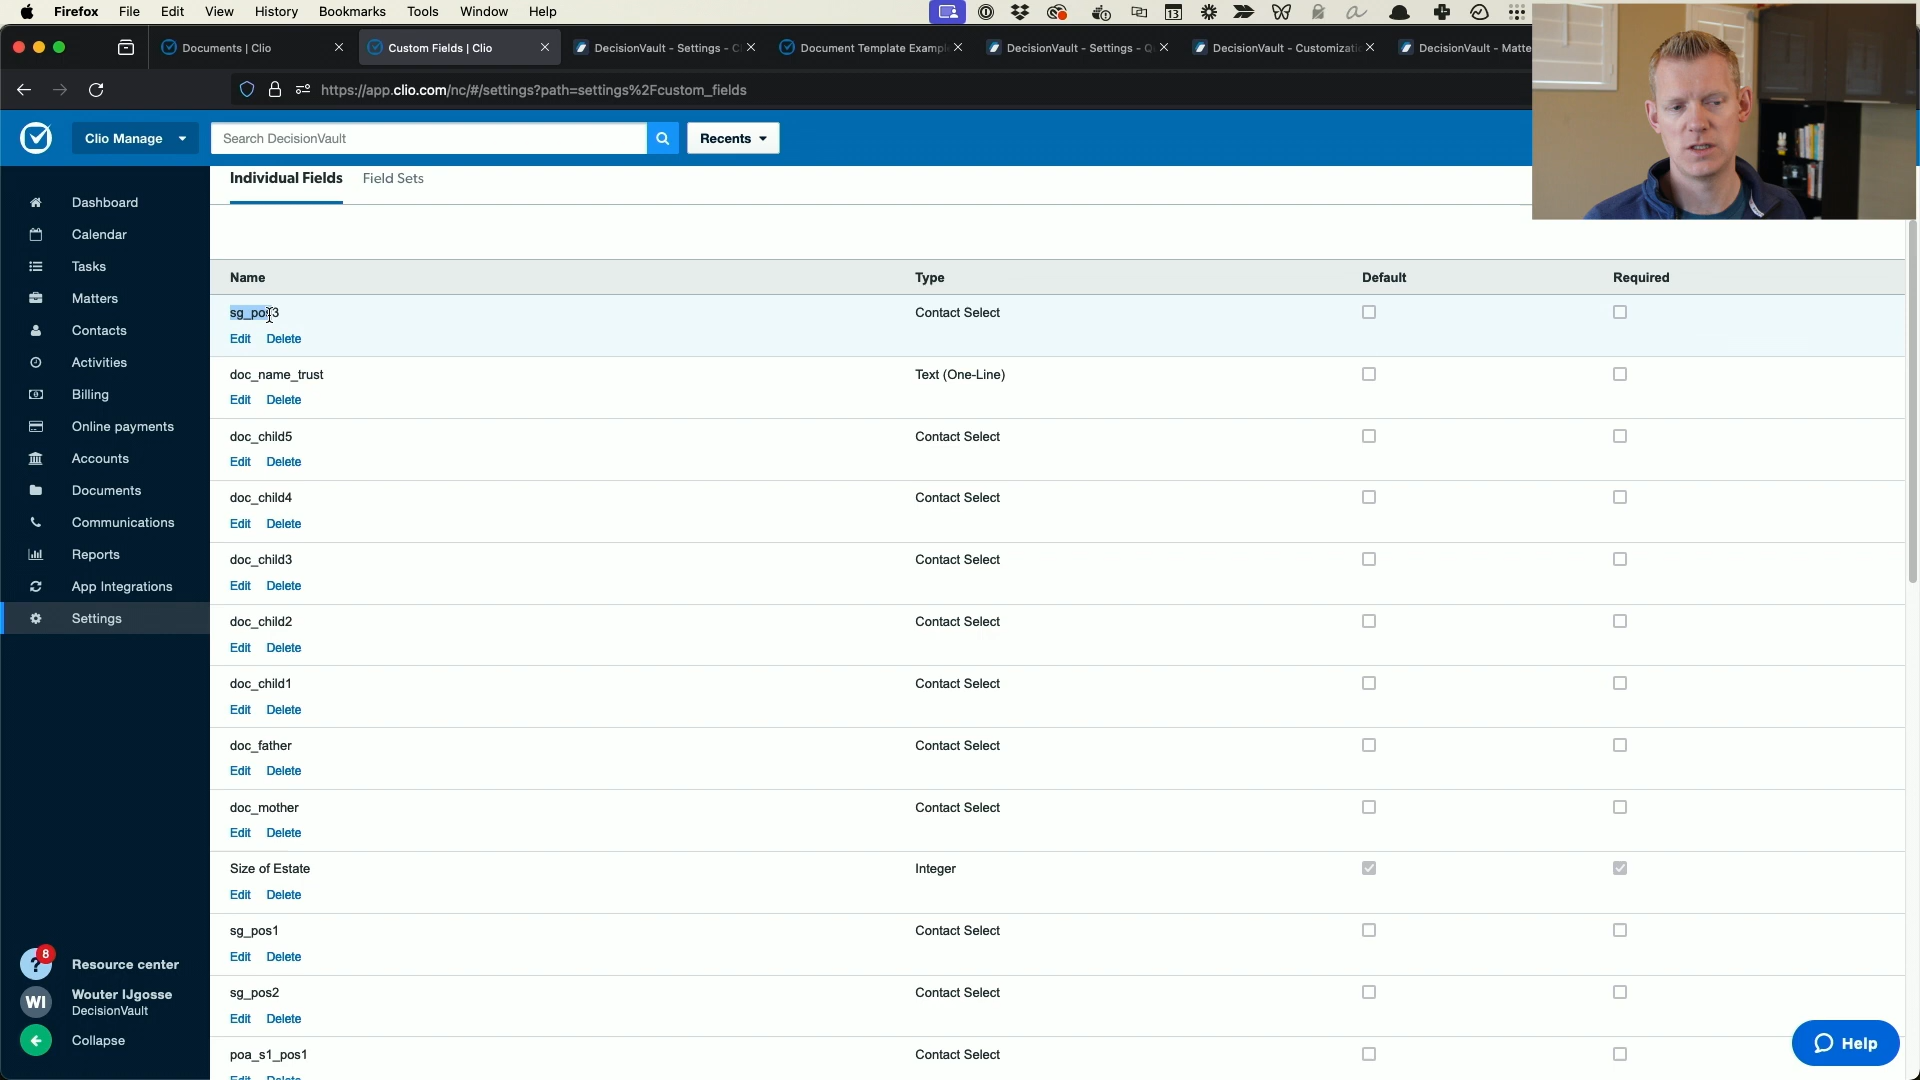 Firefox File Edit View History Bookmarks Tools Window Help
13
Documents | Clio
Custom Fields | Clio
DecisionVault - Settings - C
Document Template Exampl
DecisionVault - Settings - Q
DecisionVault - Customizati
DecisionVault - Matte
https://app.clio.com/nc/#/settings?path=settings%2Fcustom_fields
Clio Manage
Search DecisionVault
Recents
Individual Fields Field Sets
Dashboard
Calendar
Tasks
Matters
Contacts
Activities
Billing
Online payments
Accounts
Documents
Communications
Reports
App Integrations
Settings
8
?
Resource center
WI
Wouter IJgosse
DecisionVault
Collapse
Name Type Default Required
sg_pos3 Contact Select
Edit Delete
doc_name_trust Text (One-Line)
Edit Delete
doc_child5 Contact Select
Edit Delete
doc_child4 Contact Select
Edit Delete
doc_child3 Contact Select
Edit Delete
doc_child2 Contact Select
Edit Delete
doc_child1 Contact Select
Edit Delete
doc_father Contact Select
Edit Delete
doc_mother Contact Select
Edit Delete
Size of Estate Integer
Edit Delete
sg_pos1 Contact Select
Edit Delete
sg_pos2 Contact Select
Edit Delete
poa_s1_pos1 Contact Select
Edit Delete
Help